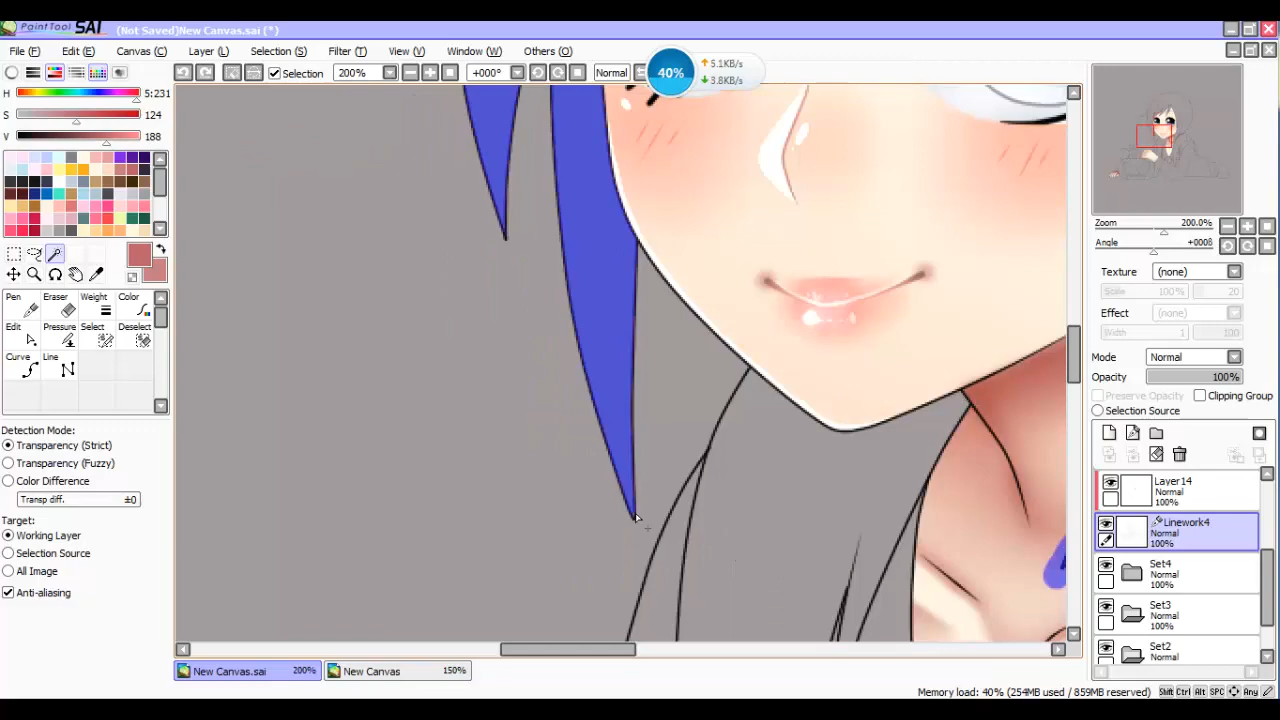 PaintTool SAI (Not Saved)New Canvas.sai (*)
File (F) Edit (E) Canvas (C) Layer (L) Selection (S) Filter (T) View (V) Window (W) Others (O)
Selection 200% +000° Normal 40% 5.1K/s
3.8KB/s
H 5:231
S 124
V 188
Zoom 200.0%
Angle +000θ
Texture (none)
Scale 100% 20
Effect (none)
Width 1 100
Mode Normal
Opacity 100%
Preserve Opacity Clipping Group
Selection Source
Pen Eraser Weight Color
Edit Pressure Select Deselect
Curve Line
Detection Mode:
Transparency (Strict)
Transparency (Fuzzy)
Color Difference
Transp diff. ±0
Target:
Working Layer
Selection Source
All Image
Anti-aliasing
Layer14
Normal
100%
Linework4
Normal
100%
Set4
Normal
100%
Set3
Normal
100%
Set2
Normal
New Canvas.sai 200% New Canvas 150%
Memory load: 40% (254MB used / 859MB reserved) Shift Ctrl Alt SPC Any